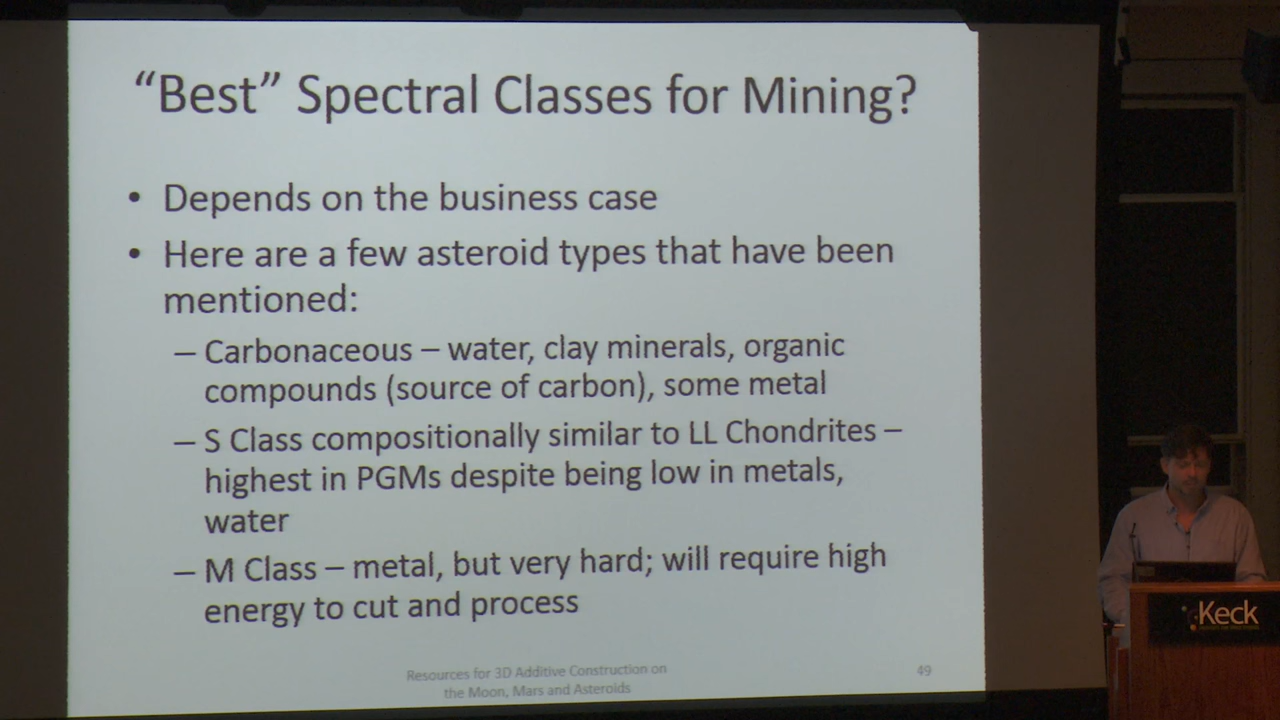 “Best” Spectral Classes for Mining?
• Depends on the business case
• Here are a few asteroid types that have been
mentioned:
– Carbonaceous – water, clay minerals, organic
compounds (source of carbon), some metal
– S Class compositionally similar to LL Chondrites –
highest in PGMs despite being low in metals,
water
– M Class – metal, but very hard; will require high
energy to cut and process
Resources for 3D Additive Construction on
the Moon, Mars and Asteroids
49
Keck